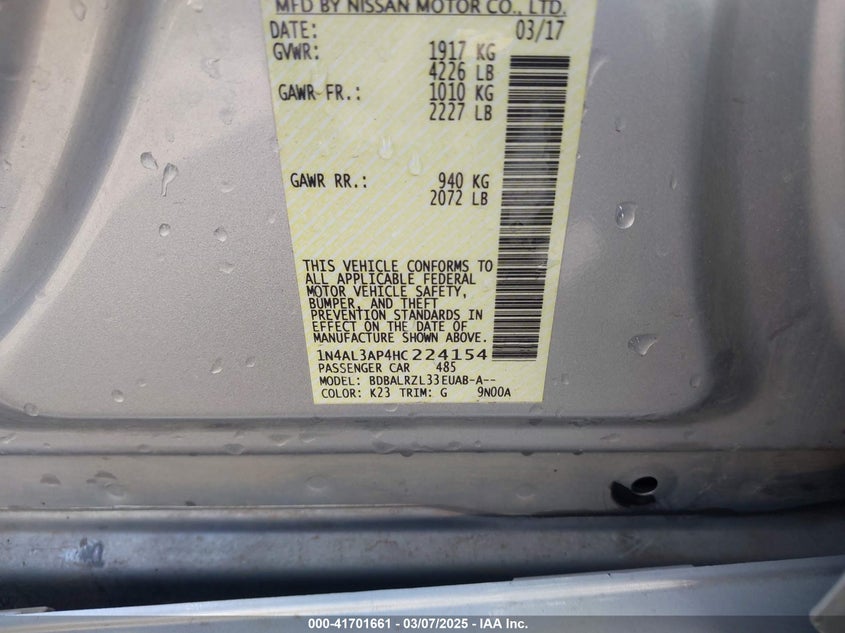 MFD BY NISSAN MOTOR CO., LTD.
DATE: 03/17
GVWR: 1917 KG
4226 LB
GAWR FR.: 1010 KG
2227 LB
GAWR RR.: 940 KG
2072 LB
THIS VEHICLE CONFORMS TO
ALL APPLICABLE FEDERAL
MOTOR VEHICLE SAFETY,
BUMPER, AND THEFT
PREVENTION STANDARDS IN
EFFECT ON THE DATE OF
MANUFACTURE SHOWN ABOVE.
1N4AL3AP4HC224154
PASSENGER CAR 485
MODEL: BDBALRZL33EUAB-A--
COLOR: K23 TRIM: G 9N00A
000-41701661 — 03/07/2025 — IAA Inc.